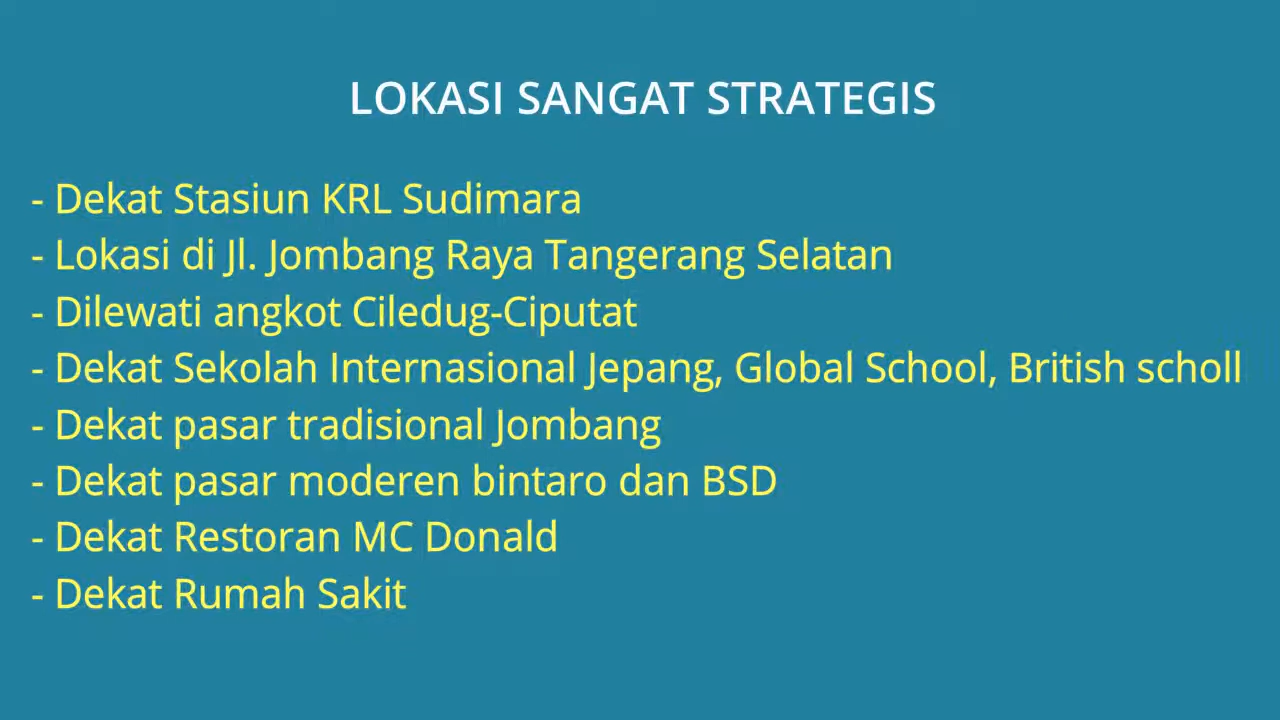 LOKASI SANGAT STRATEGIS
- Dekat Stasiun KRL Sudimara
- Lokasi di Jl. Jombang Raya Tangerang Selatan
- Dilewati angkot Ciledug-Ciputat
- Dekat Sekolah Internasional Jepang, Global School, British scholl
- Dekat pasar tradisional Jombang
- Dekat pasar moderen bintaro dan BSD
- Dekat Restoran MC Donald
- Dekat Rumah Sakit